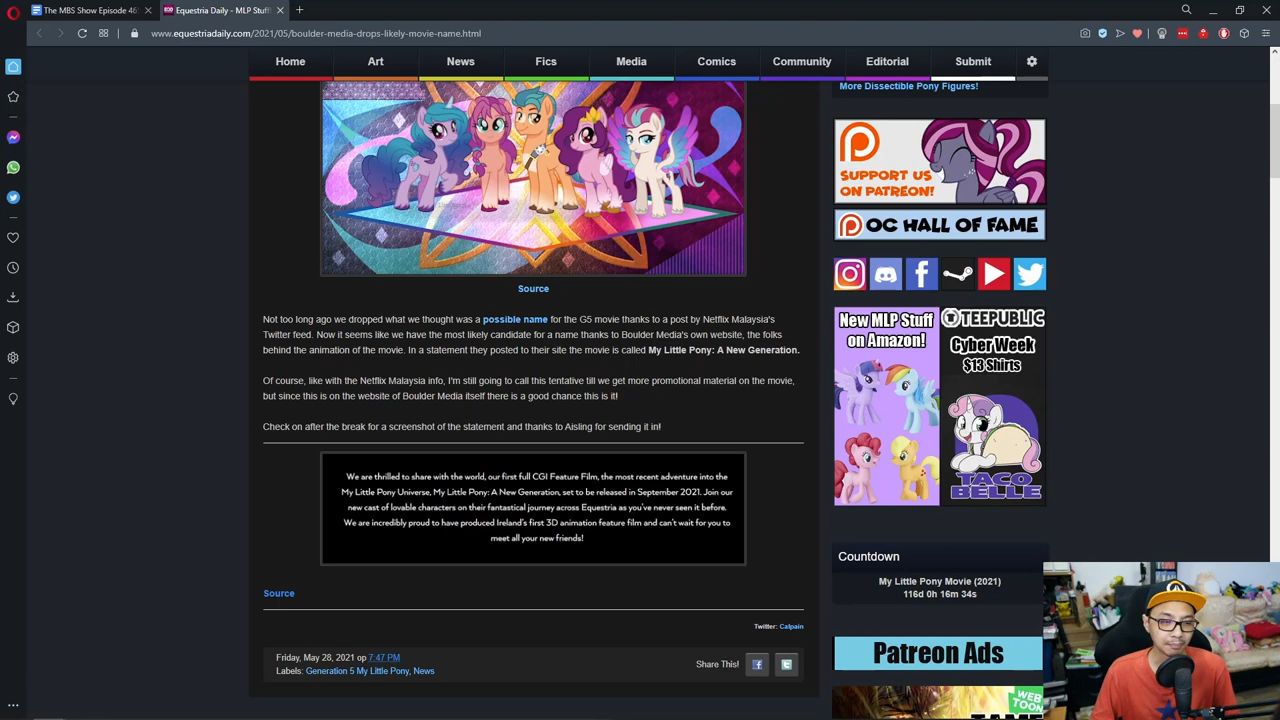 The MBS Show Episode 46
Equestria Daily - MLP Stuff
www.equestriadaily.com/2021/05/boulder-media-drops-likely-movie-name.html
Home Art News Fics Media Comics Community Editorial Submit
More Dissectible Pony Figures!
SUPPORT US
ON PATREON!
OC HALL OF FAME
Source
Not too long ago we dropped what we thought was a possible name for the G5 movie thanks to a post by Netflix Malaysia's
Twitter feed. Now it seems like we have the most likely candidate for a name thanks to Boulder Media's own website, the folks
behind the animation of the movie. In a statement they posted to their site the movie is called My Little Pony: A New Generation.
Of course, like with the Netflix Malaysia info, I'm still going to call this tentative till we get more promotional material on the movie,
but since this is on the website of Boulder Media itself there is a good chance this is it!
Check on after the break for a screenshot of the statement and thanks to Aisling for sending it in!
We are thrilled to share with the world, our first full CGI Feature Film, the most recent adventure into the
My Little Pony Universe, My Little Pony: A New Generation, set to be released in September 2021. Join our
new cast of lovable characters on their fantastical journey across Equestria as you've never seen it before.
We are incredibly proud to have produced Ireland's first 3D animation feature film and can't wait for you to
meet all your new friends!
Source
Twitter: Calpain
Friday, May 28, 2021 op 7:47 PM
Labels: Generation 5 My Little Pony, News
Share This!
New MLP Stuff
on Amazon!
TEEPUBLIC
Cyber Week
$13 Shirts
TACO
BELLE
Countdown
My Little Pony Movie (2021)
116d 0h 16m 34s
Patreon Ads
WEB
TOON